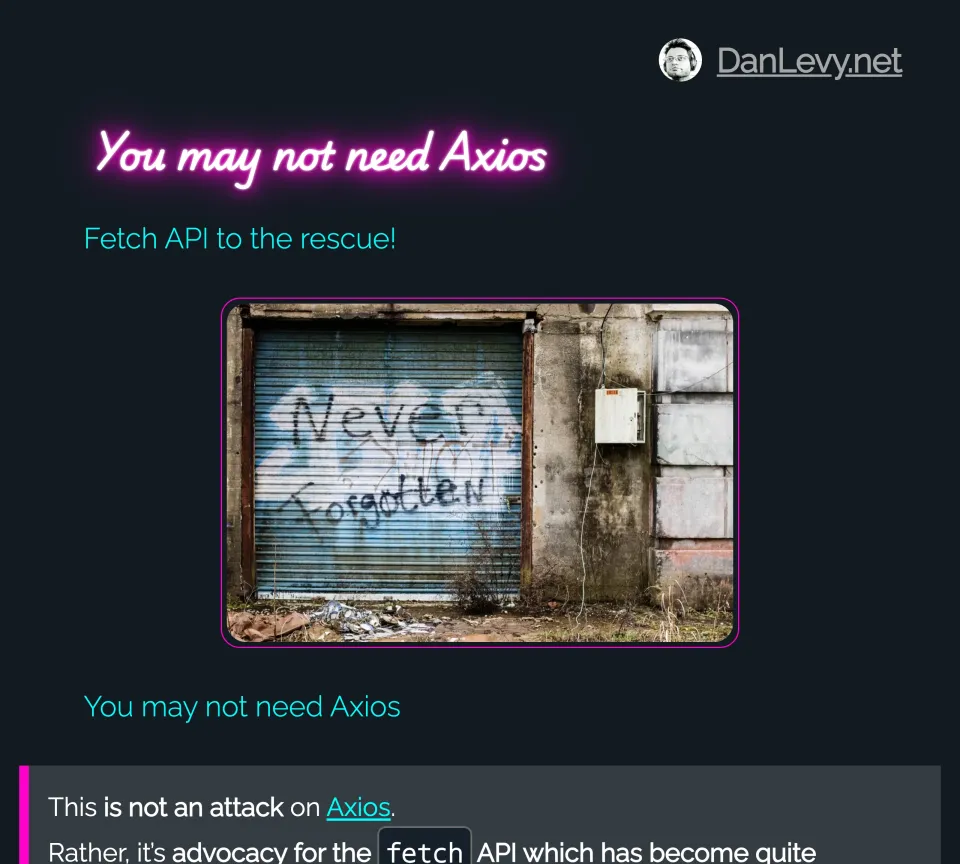 DanLevy.net
You may not need Axios
Fetch API to the rescue!
Never
Forgotten
You may not need Axios
This is not an attack on Axios.
Rather, it's advocacy for the fetch API which has become quite